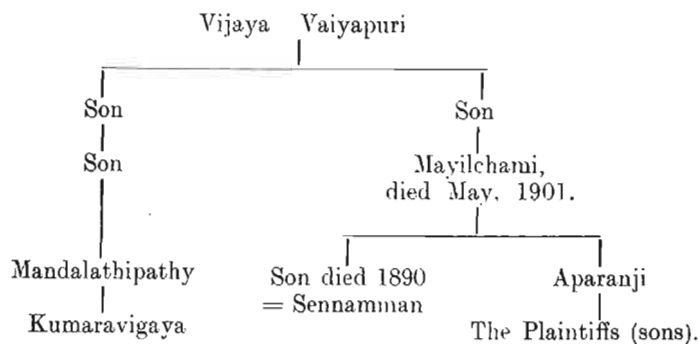 Vijaya Vaiyapuri
Son Son
Son Mayilchami,
died May, 1901.
Mandalathipathy Son died 1890 Aparanji
= Sennamman
Kumaravigaya The Plaintiffs (sons).